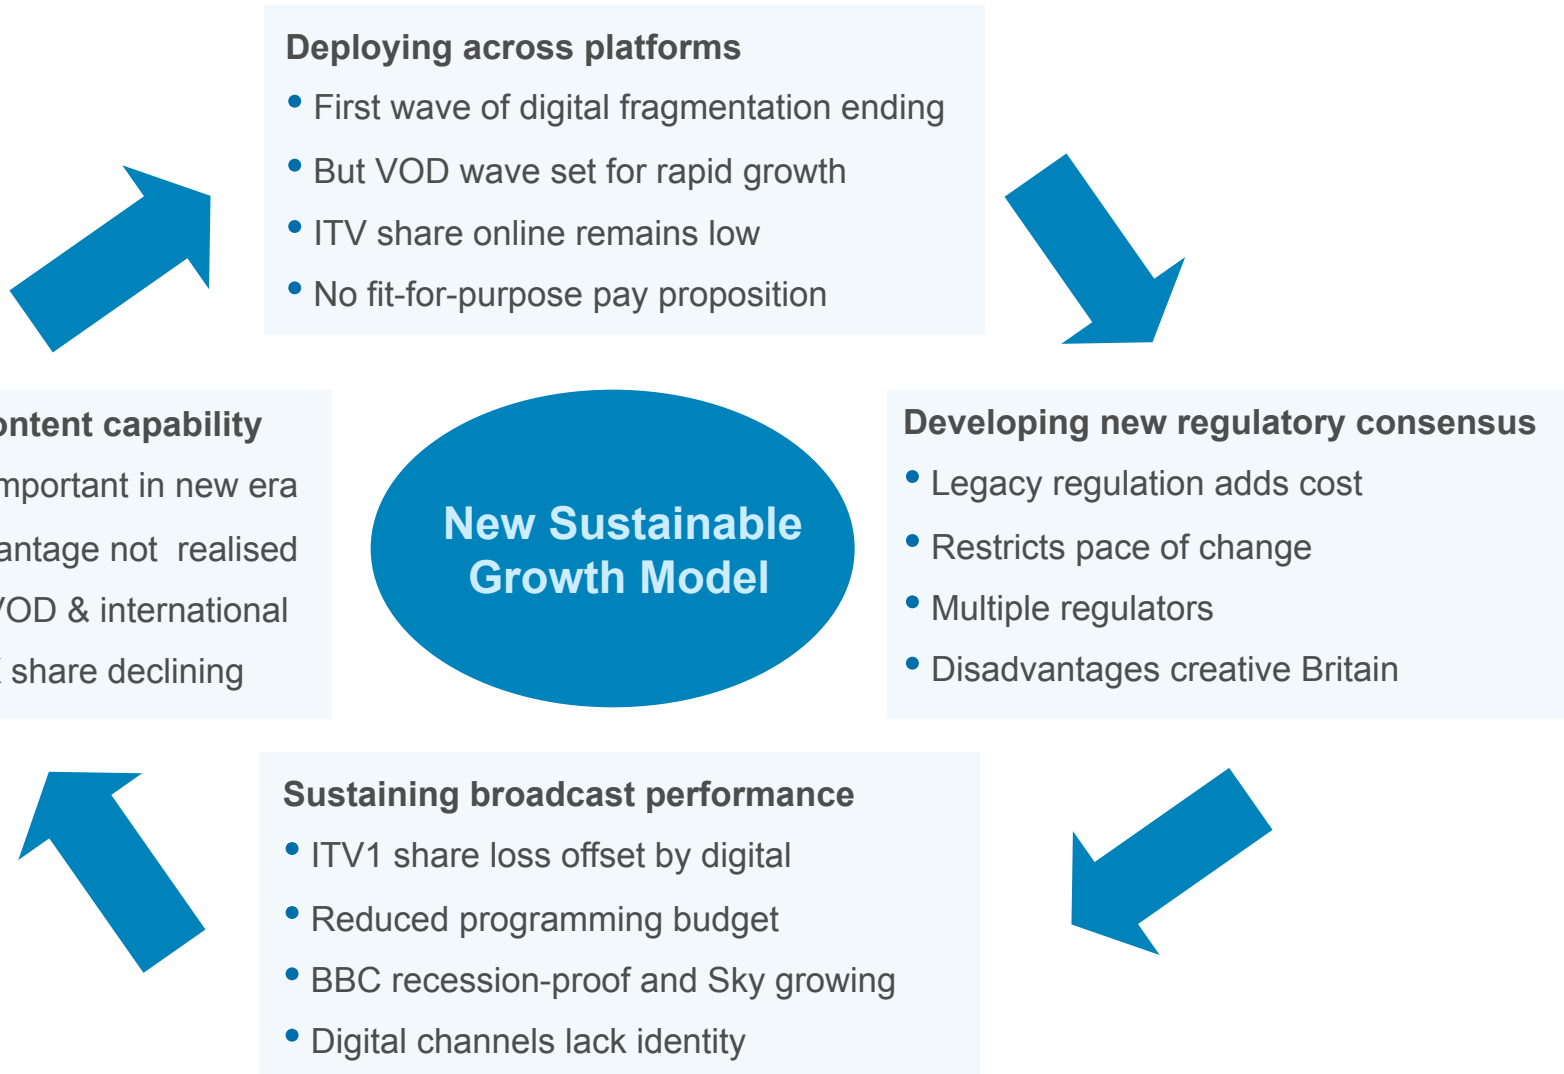 Deploying across platforms
• First wave of digital fragmentation ending
• But VOD wave set for rapid growth
• ITV share online remains low
• No fit-for-purpose pay proposition
content capability
important in new era
not realised
VOD & international
share declining
New Sustainable
Growth Model
Developing new regulatory consensus
• Legacy regulation adds cost
• Restricts pace of change
• Multiple regulators
• Disadvantages creative Britain
Sustaining broadcast performance
• ITV1 share loss offset by digital
• Reduced programming budget
• BBC recession-proof and Sky growing
• Digital channels lack identity